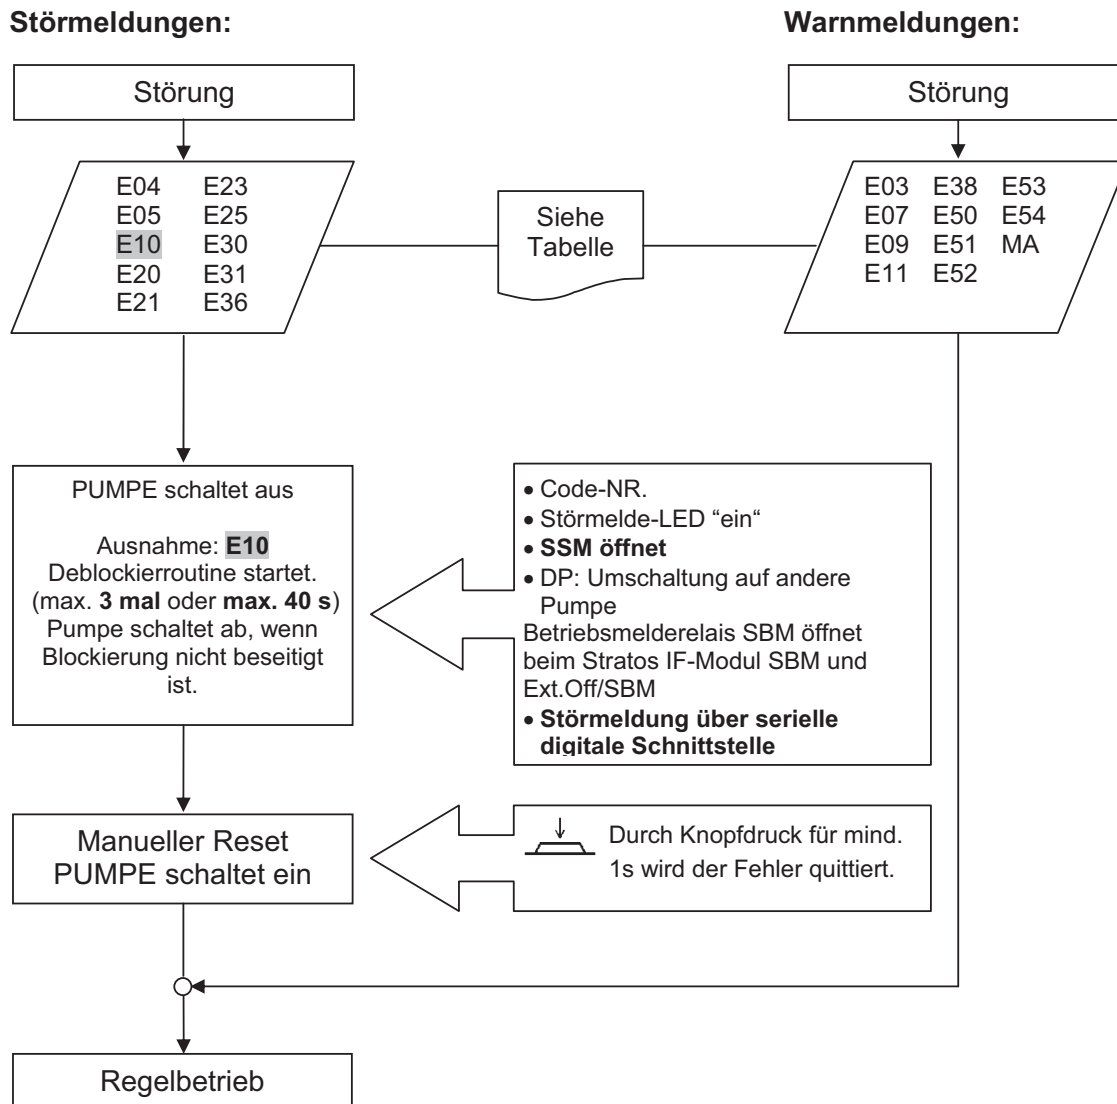 Störmeldungen:
Warnmeldungen:
Störung
Störung
E04 E23
E05 E25
E10 E30
E20 E31
E21 E36
Siehe
Tabelle
E03 E38 E53
E07 E50 E54
E09 E51 MA
E11 E52
PUMPE schaltet aus
Ausnahme: E10
Deblockierroutine startet.
(max. 3 mal oder max. 40 s)
Pumpe schaltet ab, wenn
Blockierung nicht beseitigt
ist.
• Code-NR.
• Störmelde-LED “ein“
• SSM öffnet
• DP: Umschaltung auf andere
Pumpe
Betriebsmelderelais SBM öffnet
beim Stratos IF-Modul SBM und
Ext.Off/SBM
• Störmeldung über serielle
digitale Schnittstelle
Manueller Reset
PUMPE schaltet ein
Durch Knopfdruck für mind.
1s wird der Fehler quittiert.
Regelbetrieb